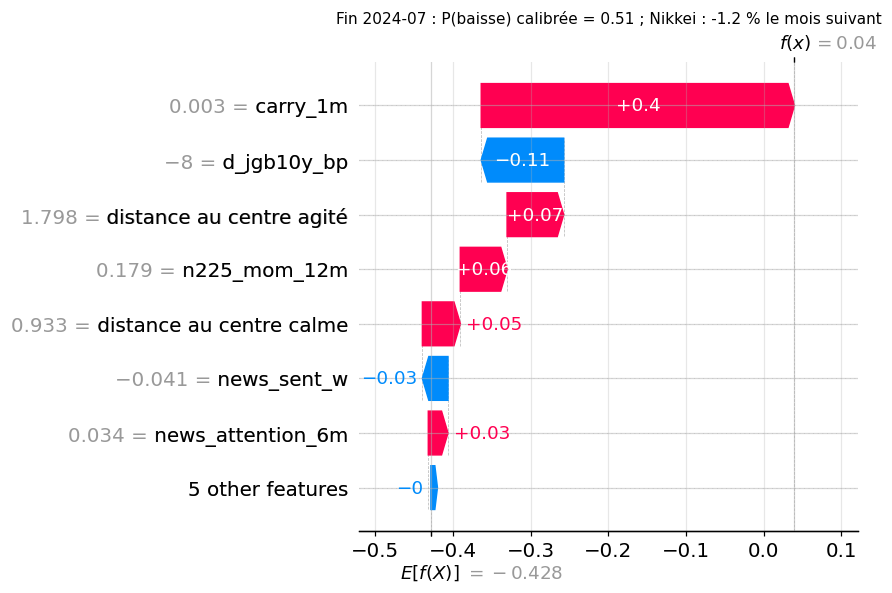 Fin 2024-07 : P(baisse) calibrée = 0.51 ; Nikkei : -1.2 % le mois suivant
f(x) = 0.04
0.003 = carry_1m
+0.4
−8 = d_jgb10y_bp
−0.11
1.798 = distance au centre agité
+0.07
0.179 = n225_mom_12m
+0.06
0.933 = distance au centre calme
+0.05
−0.041 = news_sent_w
−0.03
0.034 = news_attention_6m
+0.03
5 other features
−0
−0.5 −0.4 −0.3 −0.2 −0.1 0.0 0.1
E[f(X)] = −0.428